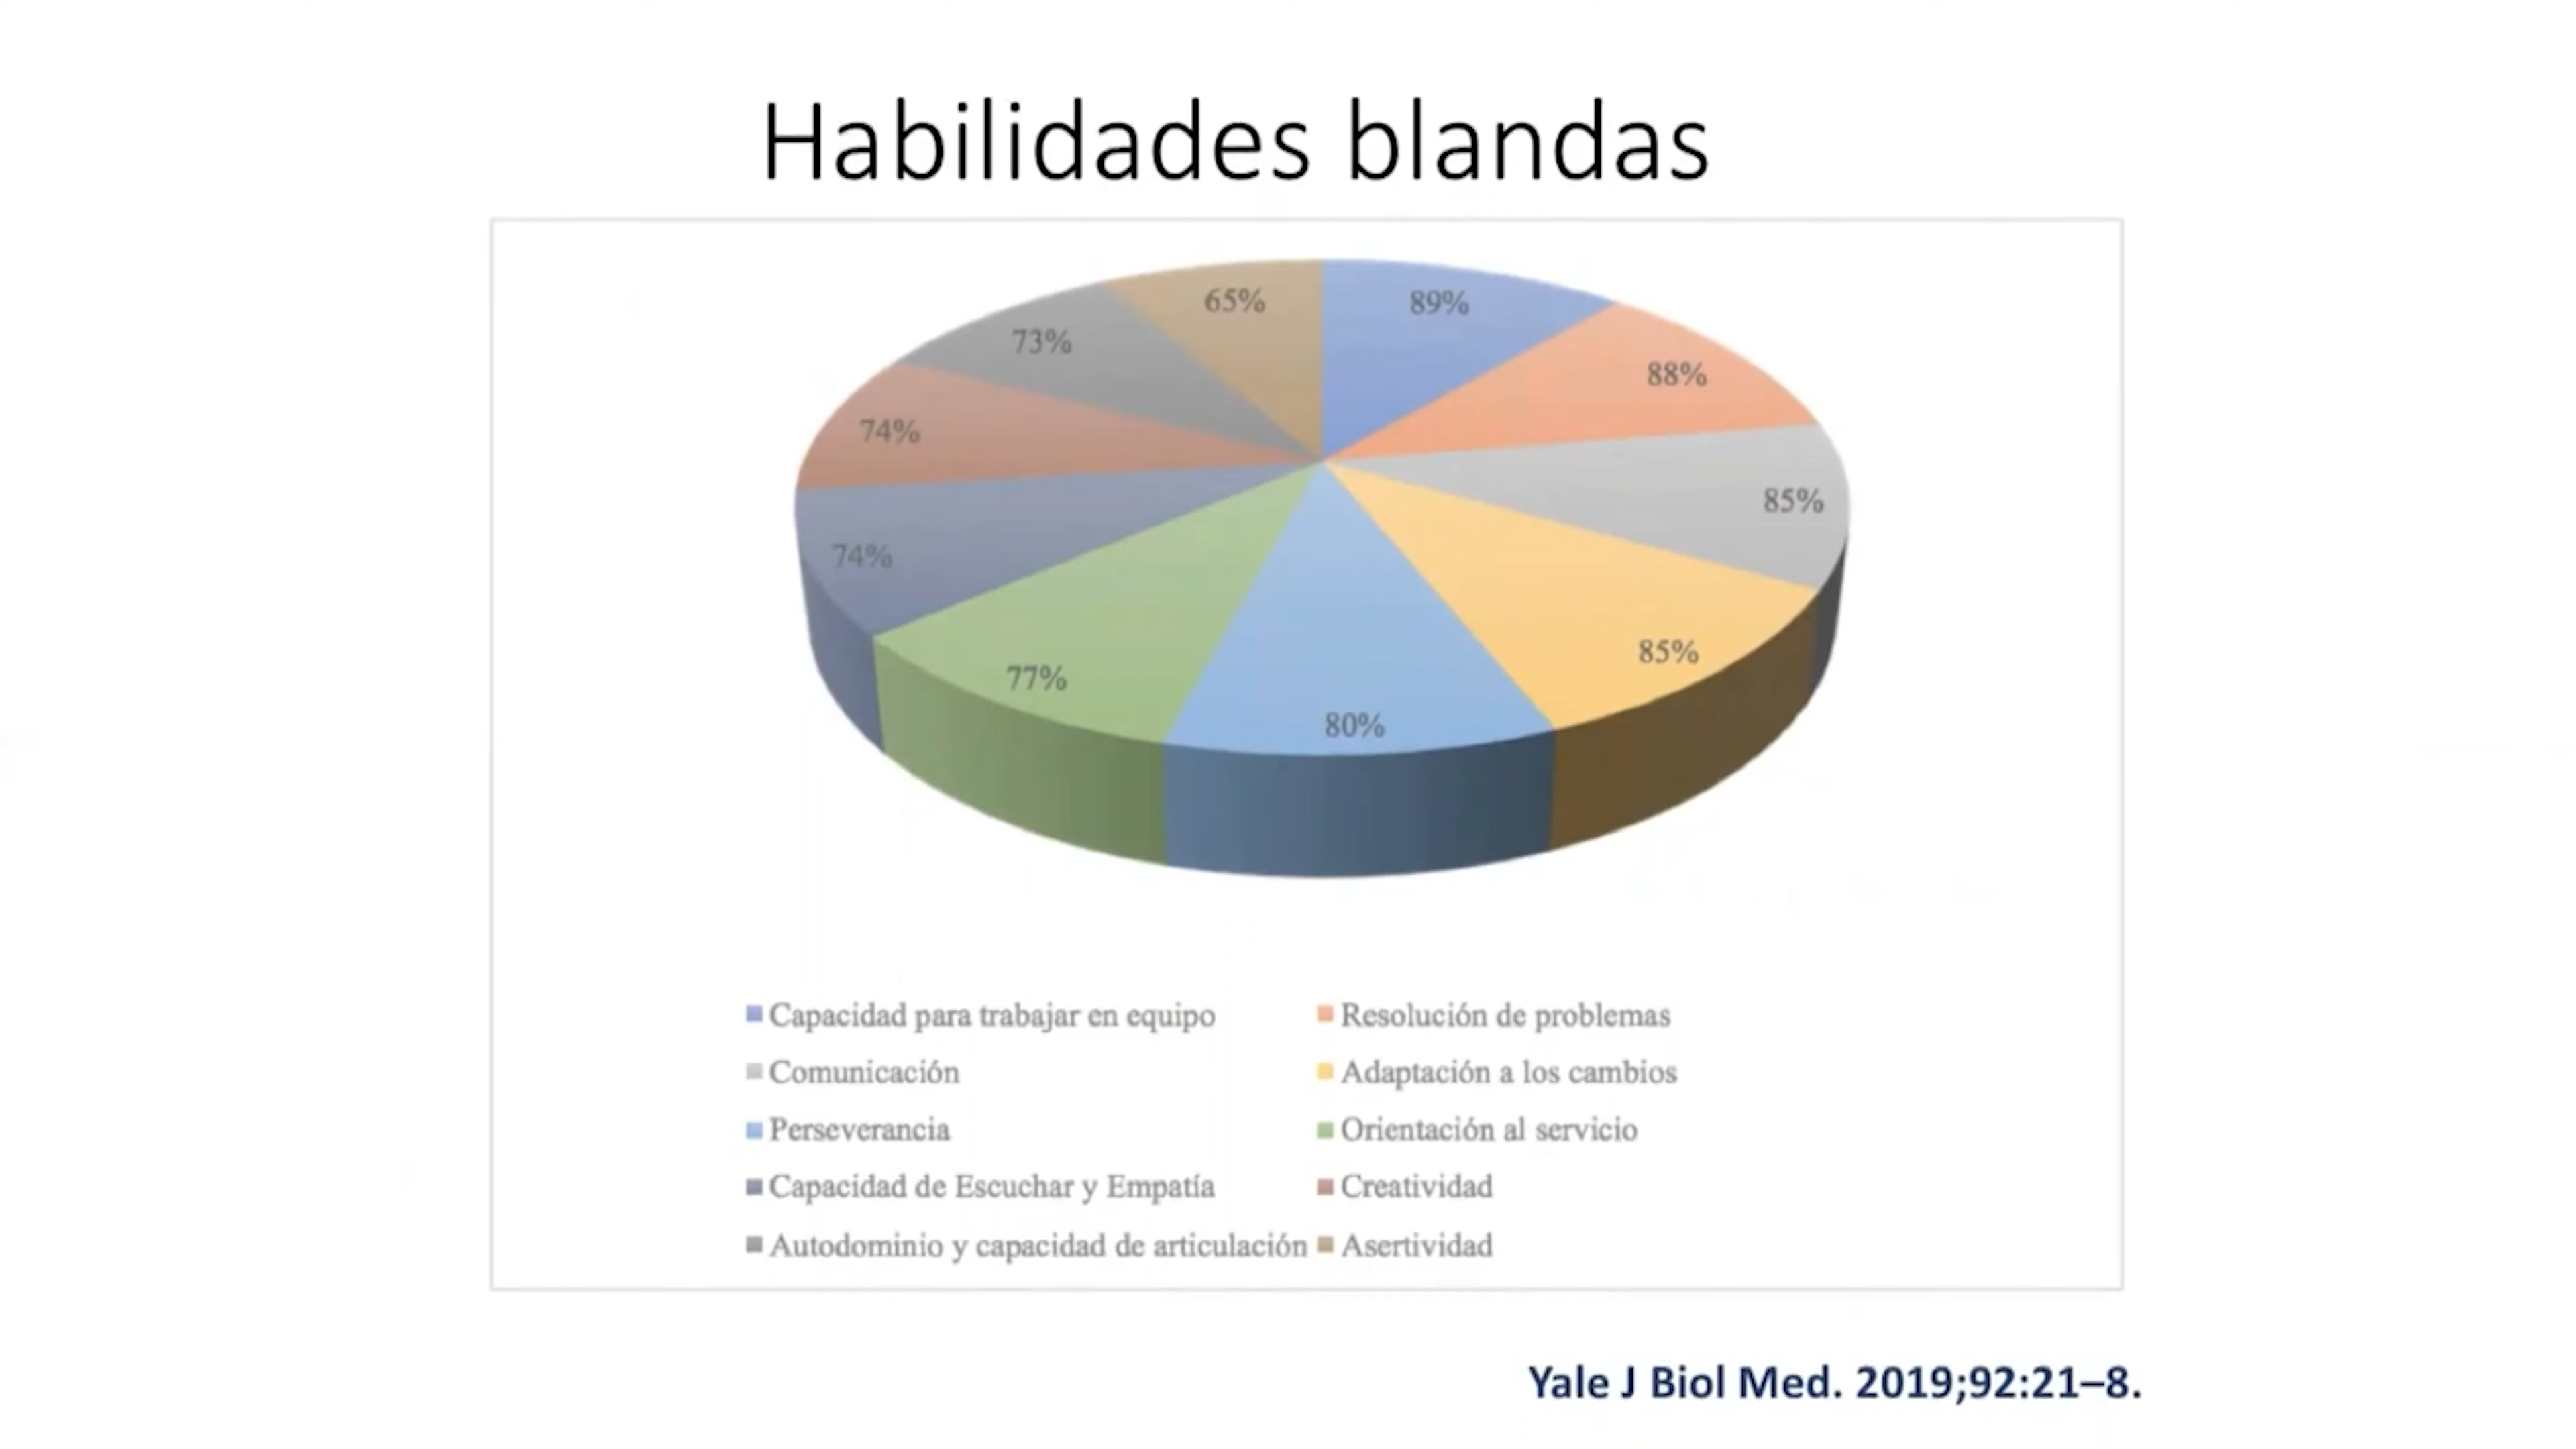 Habilidades blandas
65%
89%
73%
88%
74%
85%
74%
85%
77%
80%
Capacidad para trabajar en equipo
Resolución de problemas
Comunicación
Adaptación a los cambios
Perseverancia
Orientación al servicio
Capacidad de Escuchar y Empatía
Creatividad
Autodominio y capacidad de articulación
Asertividad
Yale J Biol Med. 2019;92:21–8.